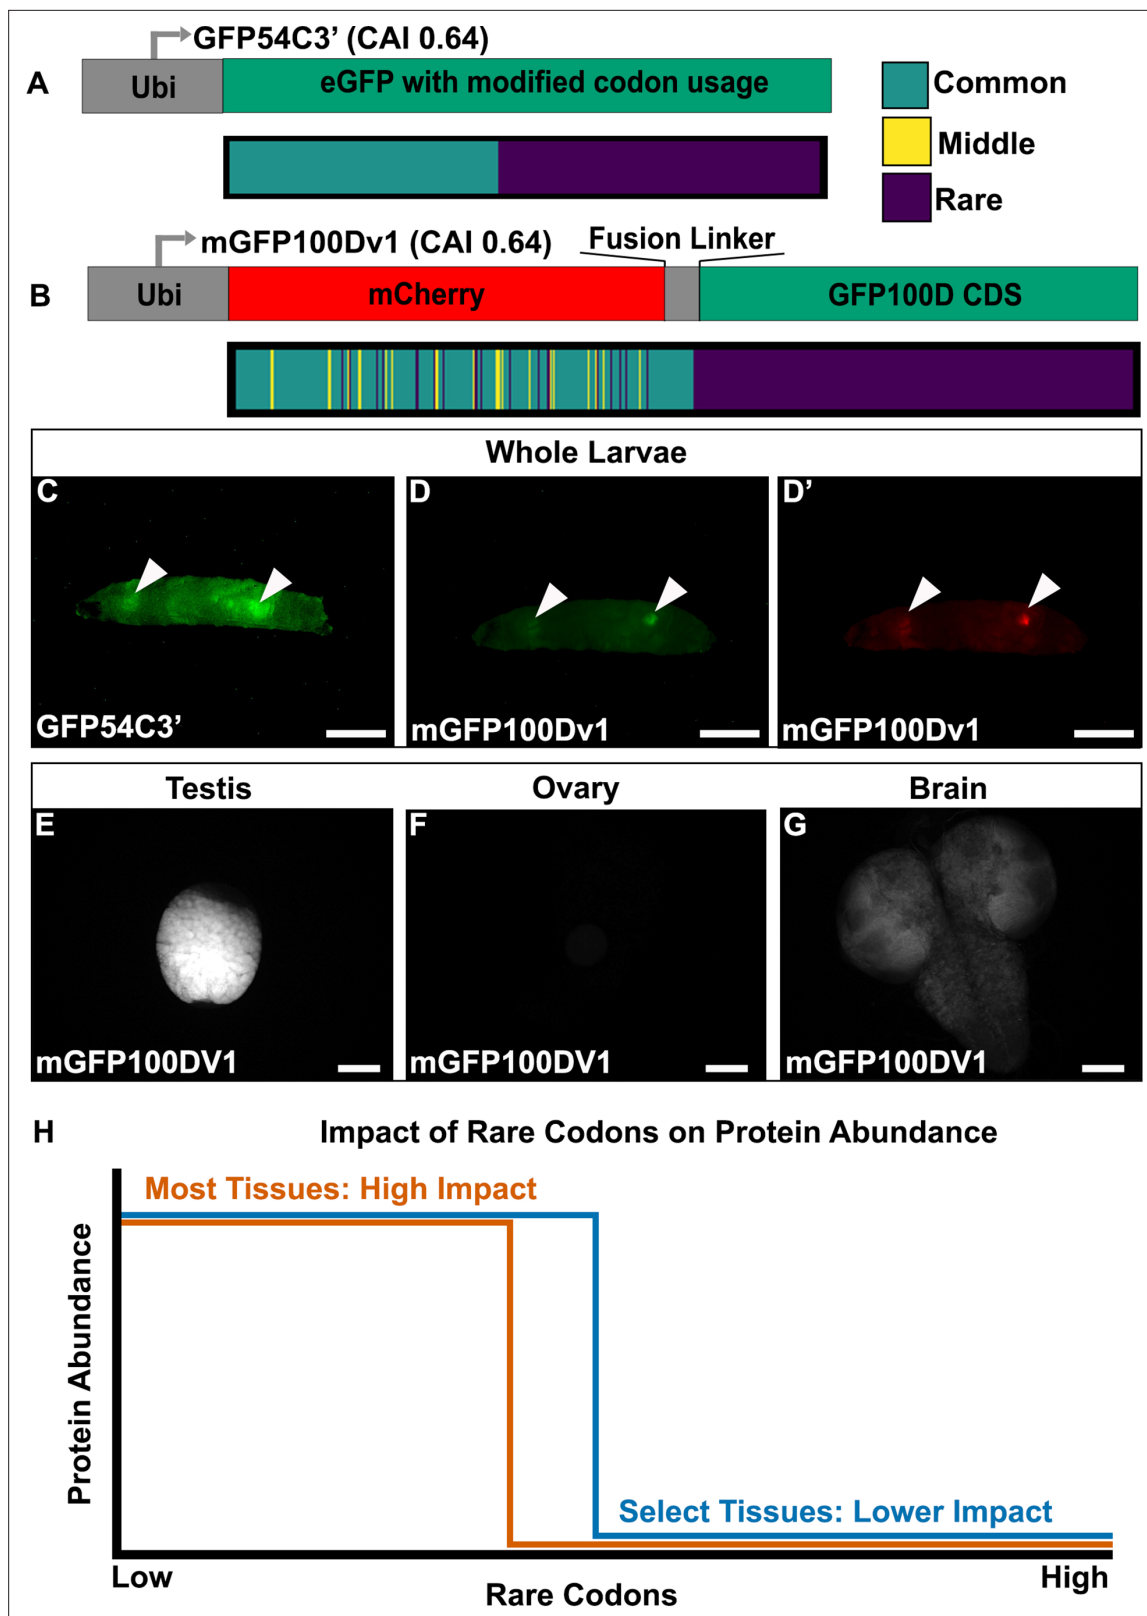 A
GFP54C3’ (CAI 0.64)
Ubi
eGFP with modified codon usage
Common
Middle
Rare
B
mGFP100Dv1 (CAI 0.64)
Fusion Linker
Ubi
mCherry
GFP100D CDS
Whole Larvae
C
GFP54C3’
D
mGFP100Dv1
D’
mGFP100Dv1
Testis
Ovary
Brain
E
mGFP100DV1
F
mGFP100DV1
G
mGFP100DV1
H
Impact of Rare Codons on Protein Abundance
Most Tissues: High Impact
Protein Abundance
Select Tissues: Lower Impact
Low
High
Rare Codons